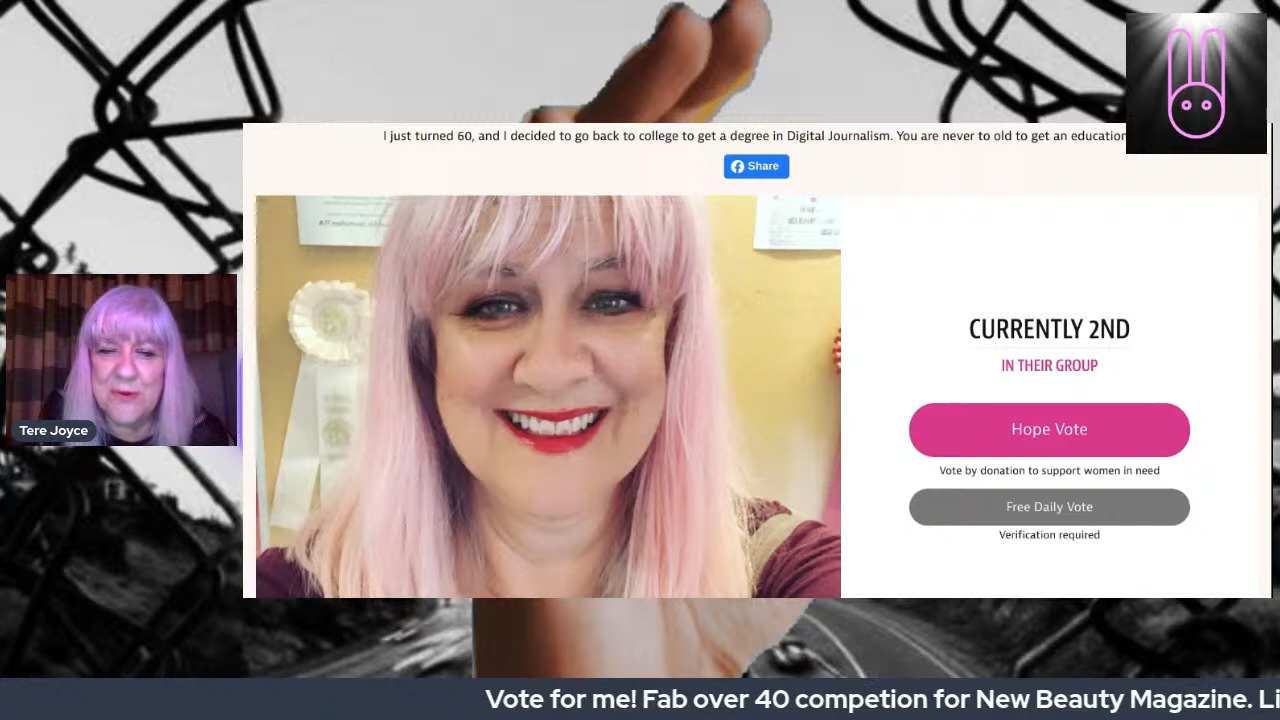 I just turned 60, and I decided to go back to college to get a degree in Digital Journalism. You are never to old to get an education
Share
CURRENTLY 2ND
IN THEIR GROUP
Hope Vote
Vote by donation to support women in need
Free Daily Vote
Verification required
Tere Joyce
Vote for me! Fab over 40 competion for New Beauty Magazine. Li